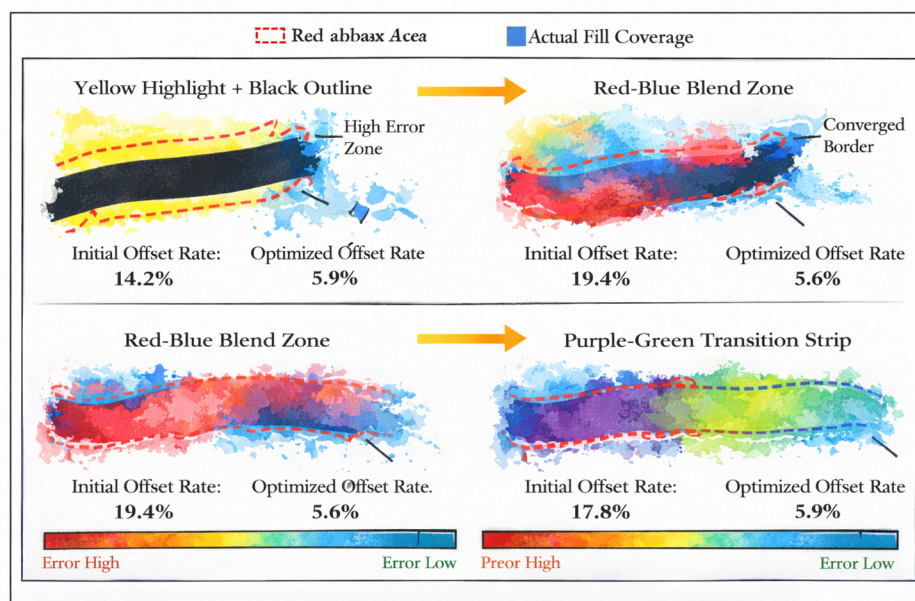 Red abbaıx Acea
Actual Fill Coverage
Yellow Highlight + Black Outline
Red-Blue Blend Zone
High Error
Zone
Converged
Border
Initial Offset Rate:
14.2%
Optimized Offset Rate
5.9%
Initial Offset Rate:
19.4%
Optimized Offset Rate
5.6%
Red-Blue Blend Zone
Purple-Green Transition Strip
Initial Offset Rate:
19.4%
Optimized Offset Rate.
5.6%
Initial Offset Rate:
17.8%
Optimized Offset Rate
5.9%
Error High
Error Low
Preor High
Error Low